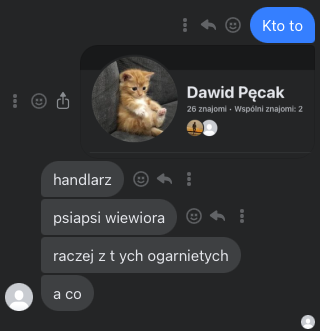 Kto to
Dawid Pęcak
26 znajomi • Wspólni znajomi: 2
handlarz
psiapsi wiewiora
raczej z t ych ogarnietych
a co